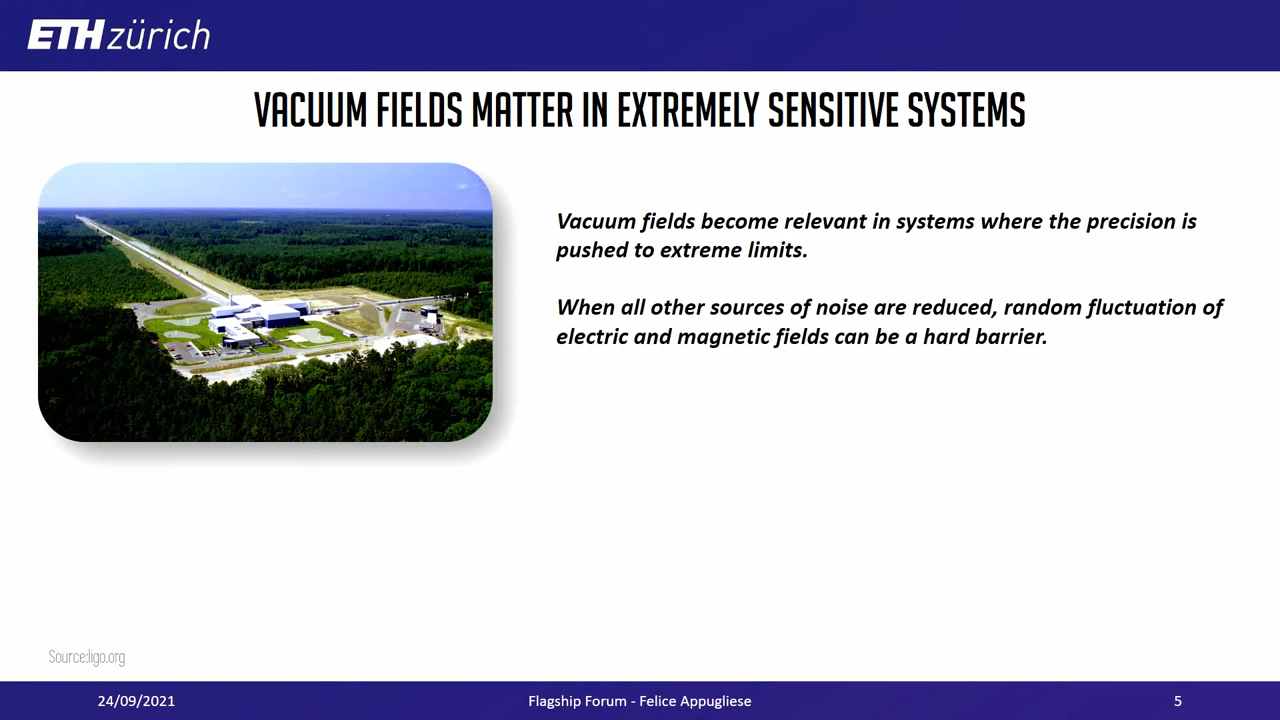 ETH zürich
VACUUM FIELDS MATTER IN EXTREMELY SENSITIVE SYSTEMS
Vacuum fields become relevant in systems where the precision is
pushed to extreme limits.
When all other sources of noise are reduced, random fluctuation of
electric and magnetic fields can be a hard barrier.
Source:ligo.org
24/09/2021
Flagship Forum - Felice Appugliese
5